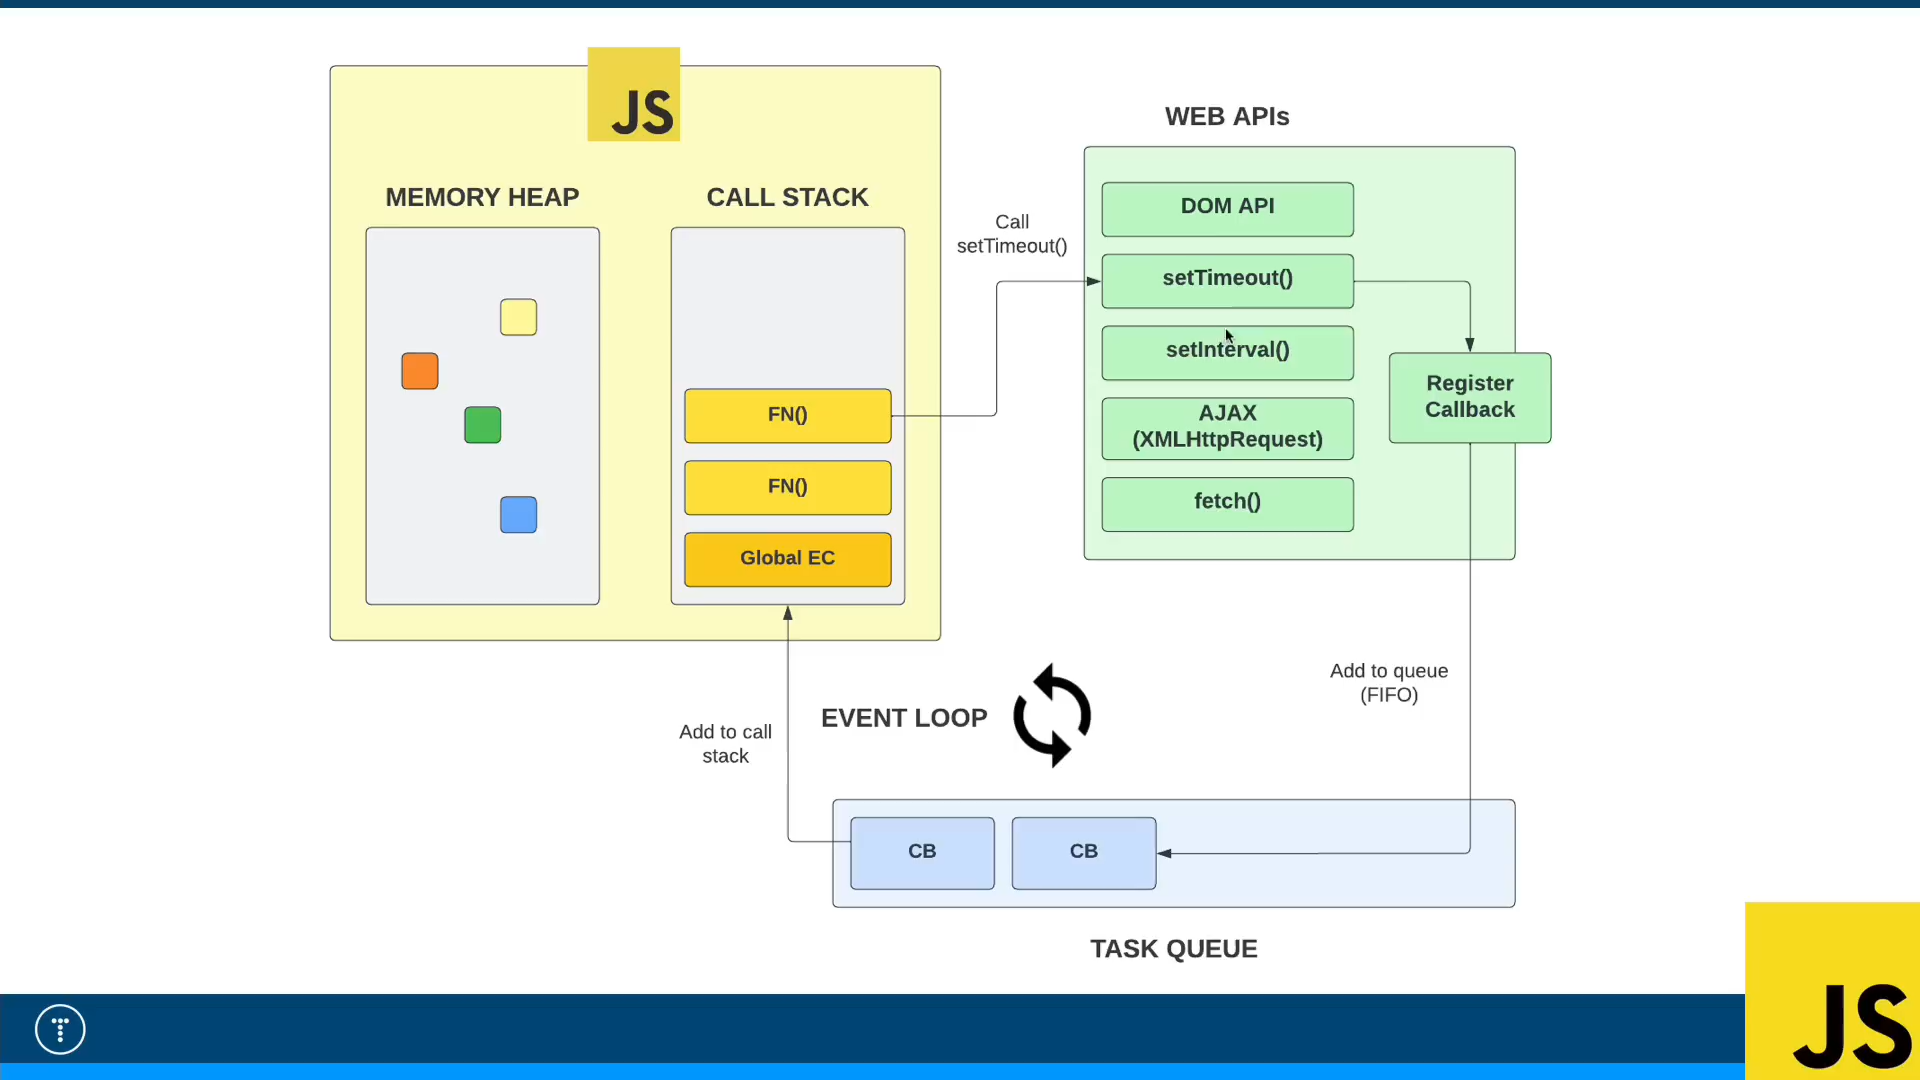 JS
MEMORY HEAP
CALL STACK
FN()
FN()
Global EC
Call
setTimeout()
WEB APIs
DOM API
setTimeout()
setInterval()
AJAX
(XMLHttpRequest)
fetch()
Register
Callback
Add to queue
(FIFO)
EVENT LOOP
Add to call
stack
CB
CB
TASK QUEUE
T
JS